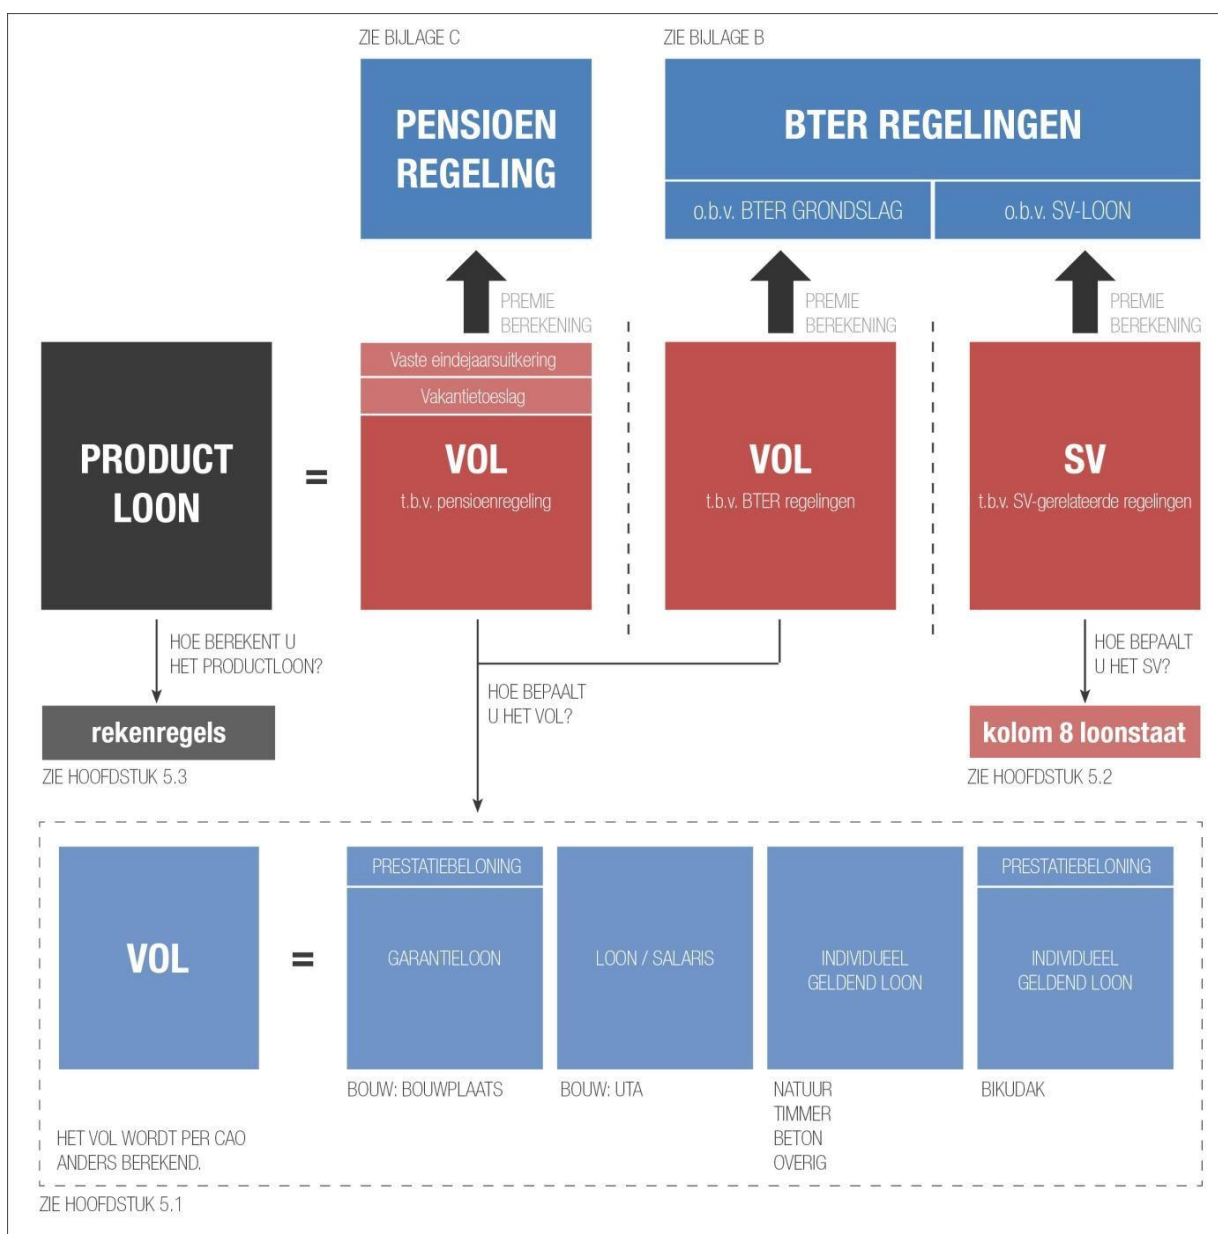 ZIE BIJLAGE C
ZIE BIJLAGE B
PENSIOEN
REGELING
BTER REGELINGEN
o.b.v. BTER GRONDSLAG
o.b.v. SV-LOON
PREMIE
BEREKENING
PREMIE
BEREKENING
PREMIE
BEREKENING
PRODUCT
LOON
=
Vaste eindejaarsuitkering
Vakantietoeslag
VOL
t.b.v. pensioenregeling
VOL
t.b.v. BTER regelingen
SV
t.b.v. SV-gerelateerde regelingen
HOE BEREKENT U
HET PRODUCTLOON?
HOE BEPAALT
U HET VOL?
HOE BEPAALT
U HET SV?
rekenregels
ZIE HOOFDSTUK 5.3
kolom 8 loonstaat
ZIE HOOFDSTUK 5.2
VOL
=
PRESTATIEBELONING
GARANTIELOON
BOUW: BOUWPLAATS
LOON / SALARIS
BOUW: UTA
INDIVIDUEEL
GELDEND LOON
NATUUR
TIMMER
BETON
OVERIG
PRESTATIEBELONING
INDIVIDUEEL
GELDEND LOON
BIKUDAK
HET VOL WORDT PER CAO
ANDERS BEREKEND.
ZIE HOOFDSTUK 5.1